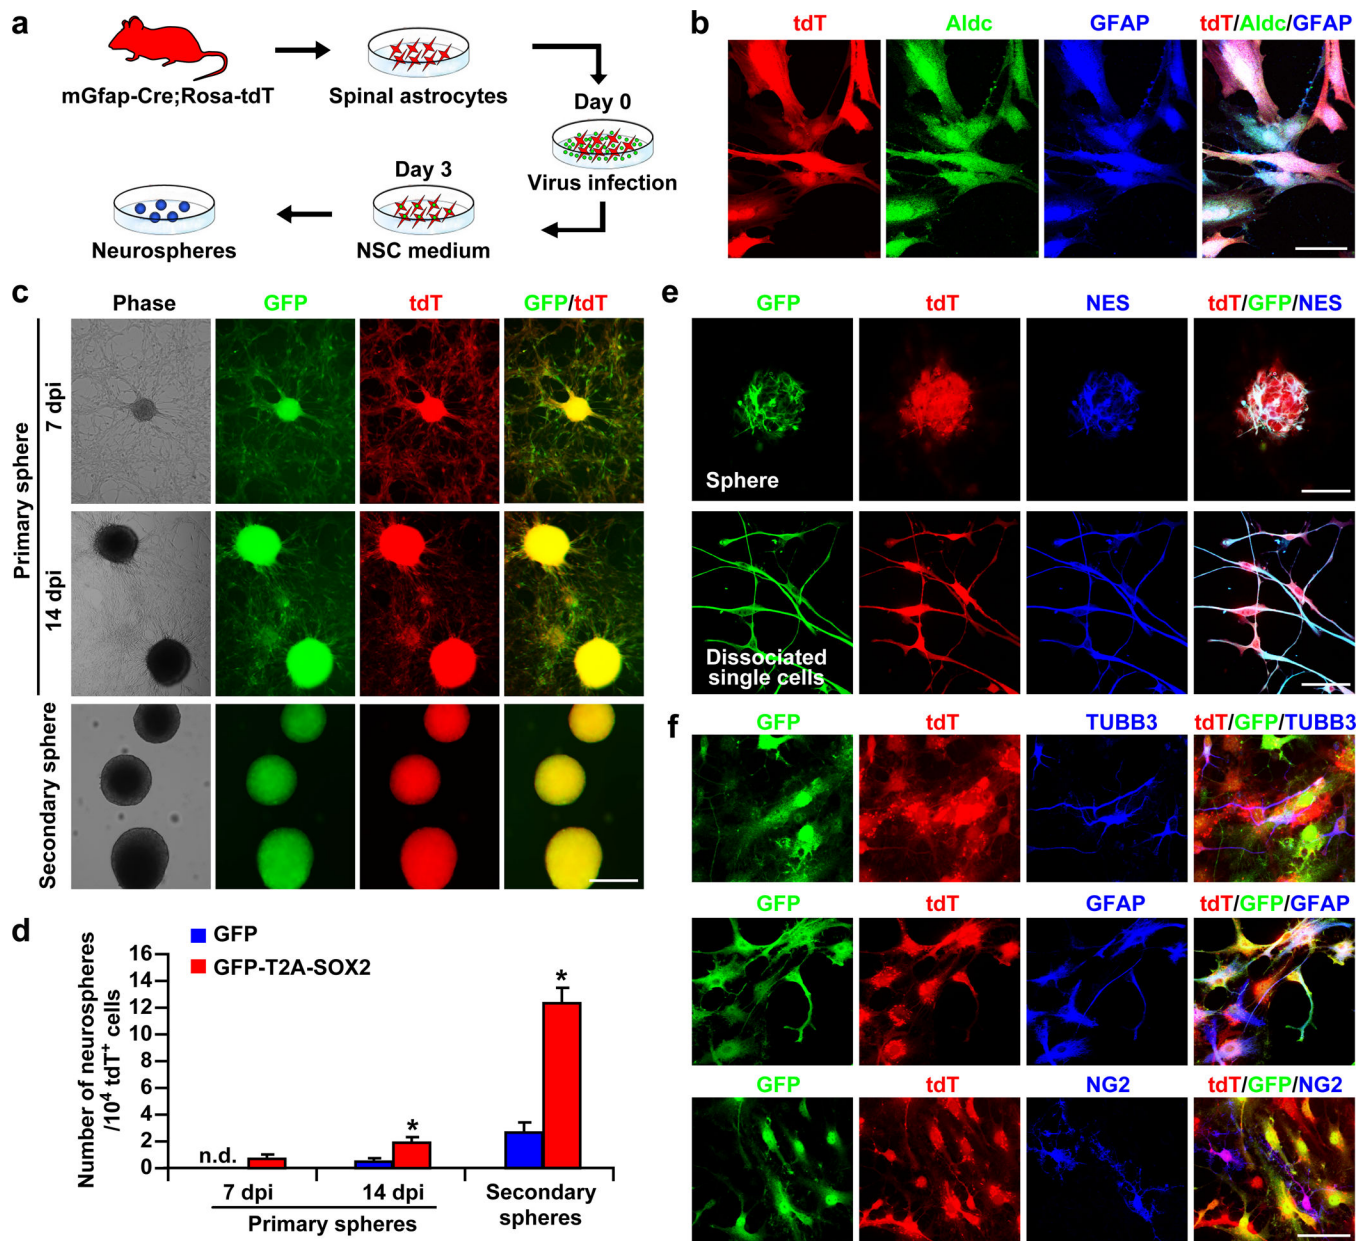 a
mGfap-Cre;Rosa-tdT
Spinal astrocytes
Day 0
Virus infection
Day 3
NSC medium
Neurospheres
b
tdT Aldc GFAP tdT/Aldc/GFAP
c
Phase GFP tdT GFP/tdT
Primary sphere
7 dpi
14 dpi
Secondary sphere
d
GFP
GFP-T2A-SOX2
Number of neurospheres
/10⁴ tdT⁺ cells
16
14
12
10
8
6
4
2
0
n.d.
*
*
7 dpi
14 dpi
Primary spheres
Secondary
spheres
e
GFP tdT NES tdT/GFP/NES
Sphere
Dissociated
single cells
f
GFP tdT TUBB3 tdT/GFP/TUBB3
GFP tdT GFAP tdT/GFP/GFAP
GFP tdT NG2 tdT/GFP/NG2